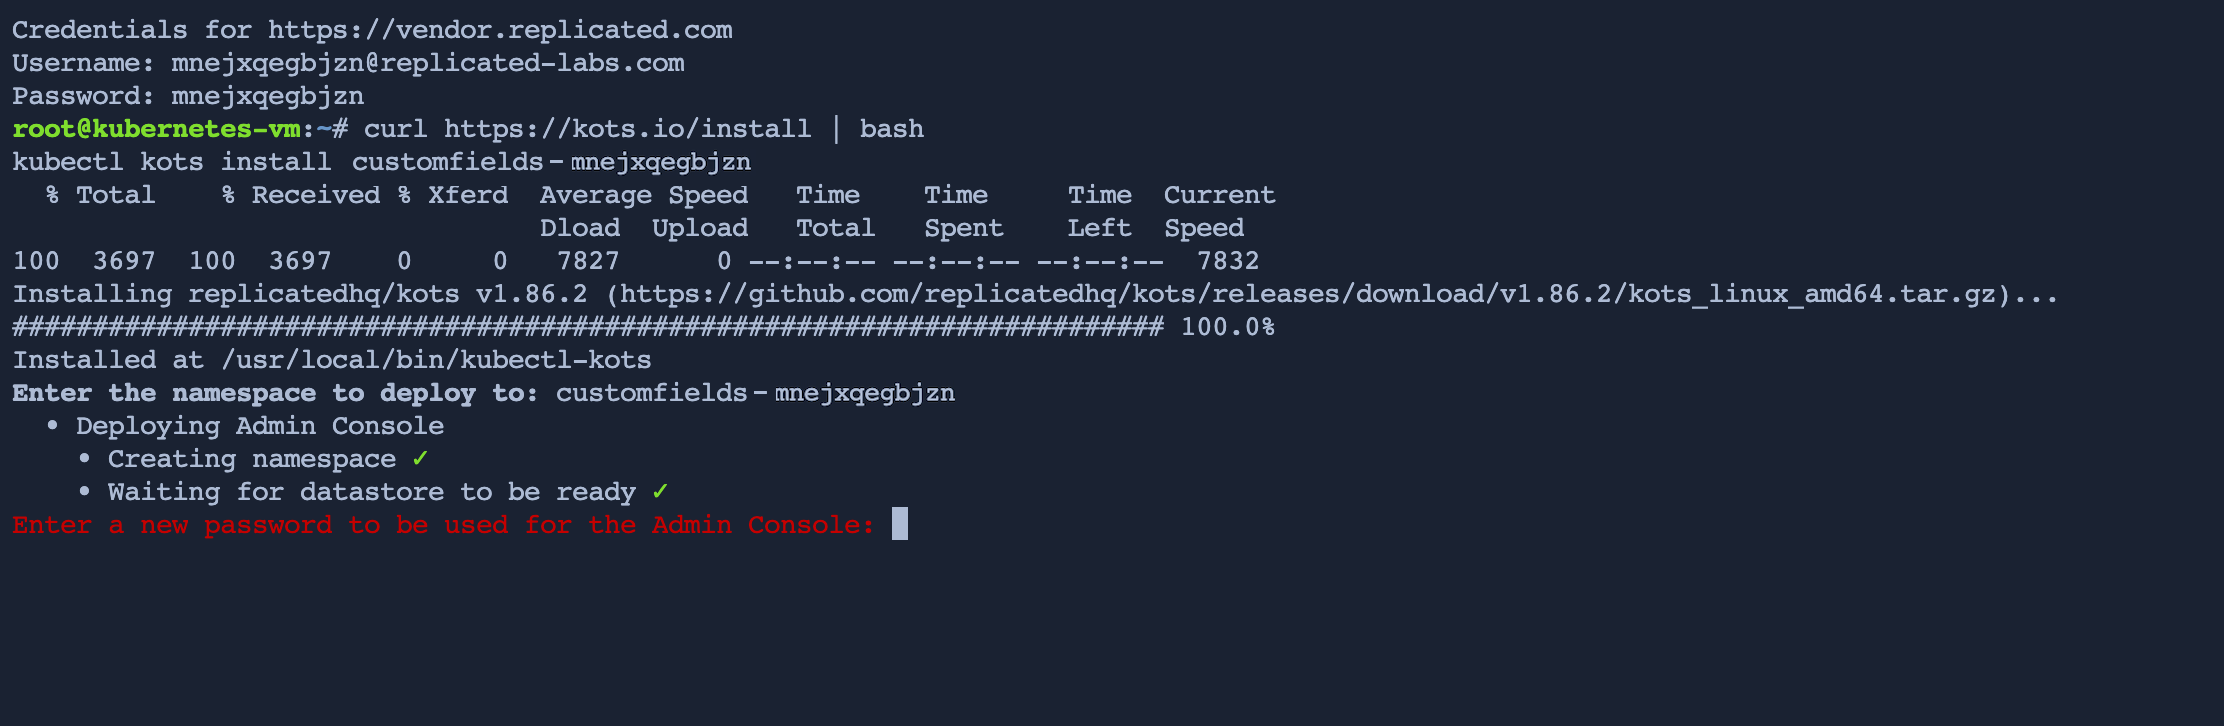 Credentials for https://vendor.replicated.com
Username: mnejxqegbjzn@replicated-labs.com
Password: mnejxqegbjzn
root@kubernetes-vm:~# curl https://kots.io/install | bash
kubectl kots install customfields-mnejxqegbjzn
% Total % Received % Xferd Average Speed Time Time Time Current
Dload Upload Total Spent Left Speed
100 3697 100 3697 0 0 7827 0 --:--:-- --:--:-- --:--:-- 7832
Installing replicatedhq/kots v1.86.2 (https://github.com/replicatedhq/kots/releases/download/v1.86.2/kots_linux_amd64.tar.gz)...
######################################################################## 100.0%
Installed at /usr/local/bin/kubectl-kots
Enter the namespace to deploy to: customfields-mnejxqegbjzn
• Deploying Admin Console
• Creating namespace ✓
• Waiting for datastore to be ready ✓
Enter a new password to be used for the Admin Console: